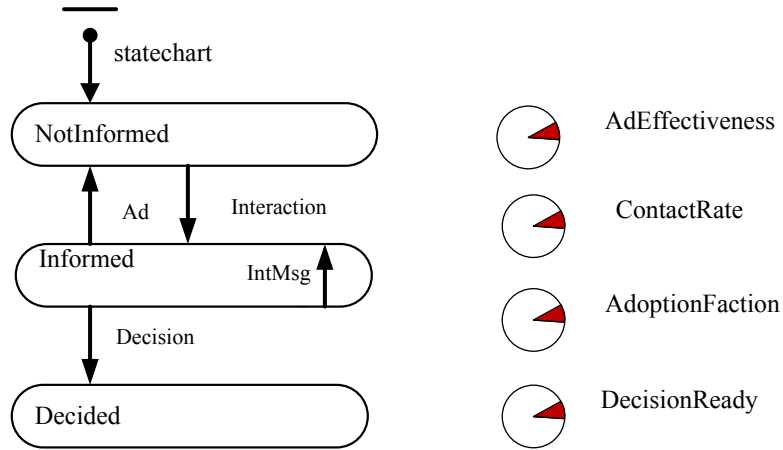 statechart
NotInformed
Ad
Interaction
Informed
IntMsg
Decision
Decided
AdEffectiveness
ContactRate
AdoptionFaction
DecisionReady